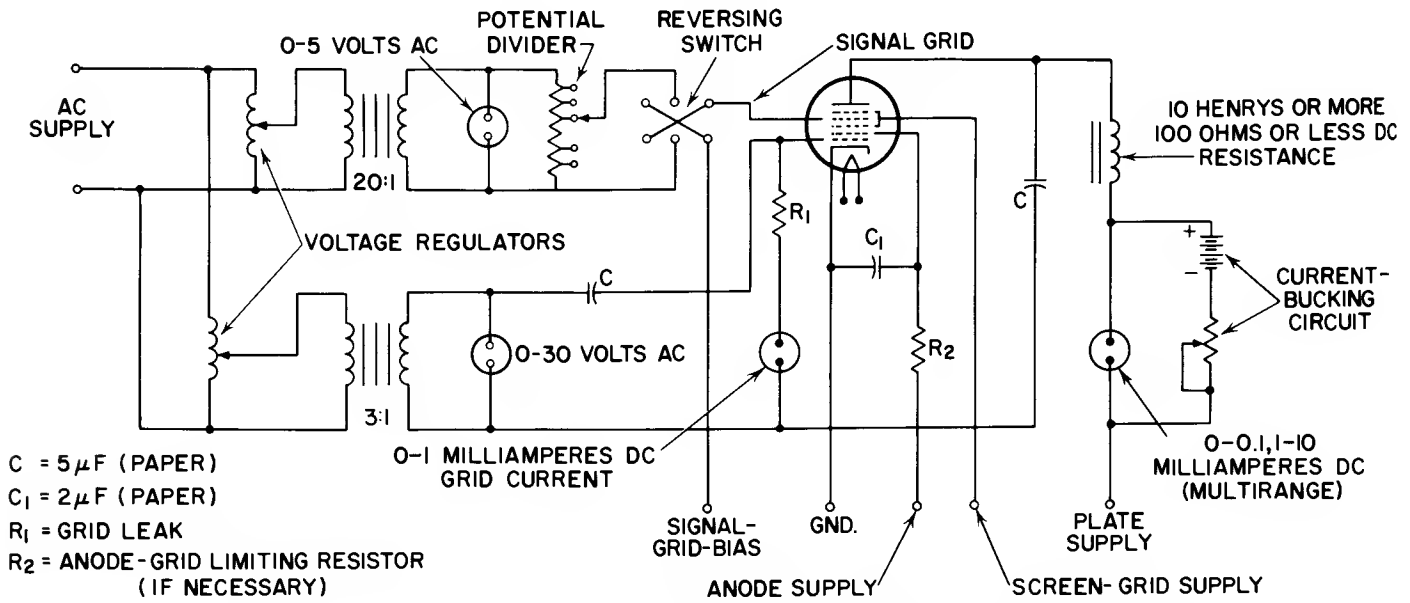 0-5 VOLTS AC
POTENTIAL
DIVIDER
REVERSING
SWITCH
SIGNAL GRID
AC
SUPPLY
20:1
10 HENRYS OR MORE
100 OHMS OR LESS DC
RESISTANCE
R1
C1
C
VOLTAGE REGULATORS
C
+
-
CURRENT-
BUCKING
CIRCUIT
0-30 VOLTS AC
R2
3:1
0-1 MILLIAMPERES DC
GRID CURRENT
0-0.1, 1-10
MILLIAMPERES DC
(MULTIRANGE)
C = 5μF (PAPER)
C1 = 2μF (PAPER)
R1 = GRID LEAK
R2 = ANODE-GRID LIMITING RESISTOR
(IF NECESSARY)
SIGNAL-
GRID-BIAS
GND.
ANODE SUPPLY
SCREEN-GRID SUPPLY
PLATE
SUPPLY